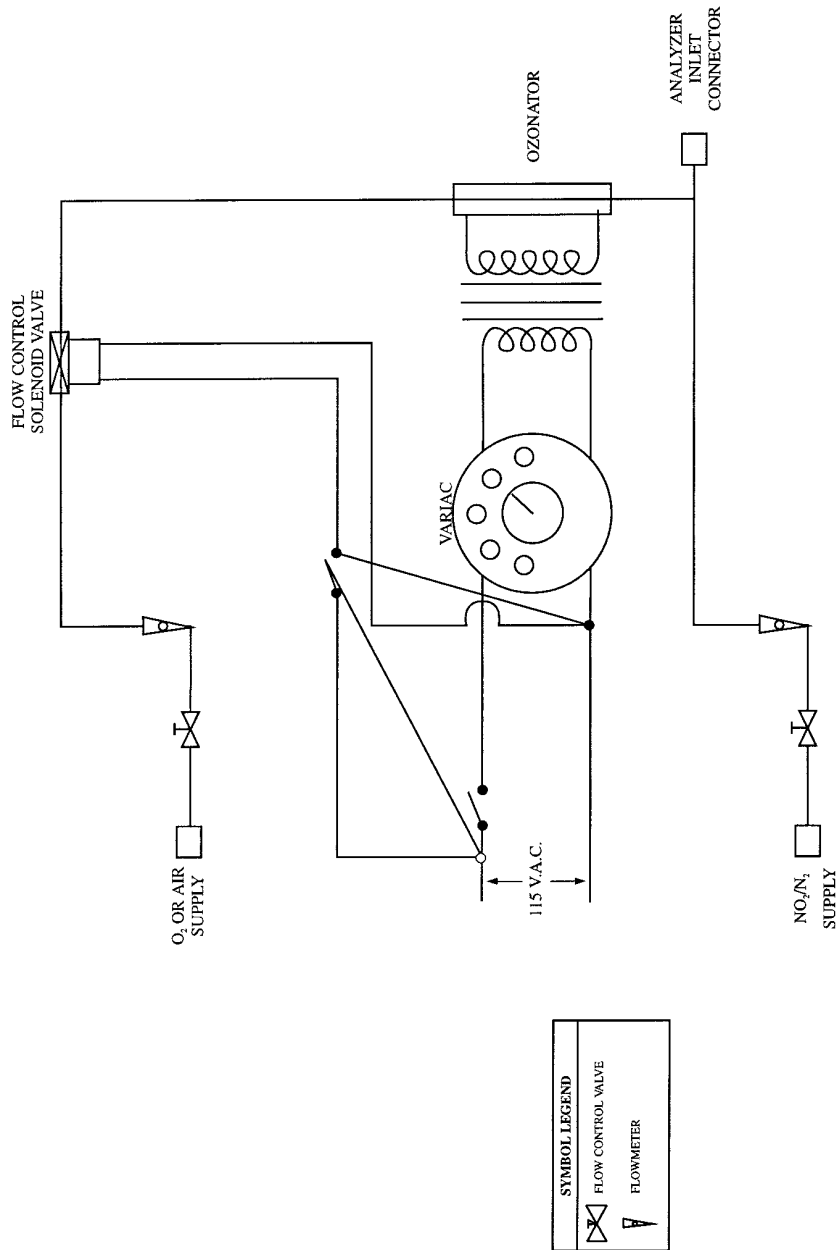 FLOW CONTROL
SOLENOID VALVE
OZONATOR
ANALYZER
INLET
CONNECTOR
VARIAC
O₂ OR AIR
SUPPLY
115 V.A.C.
NO₂/N₂
SUPPLY
SYMBOL LEGEND
FLOW CONTROL VALVE
FLOWMETER